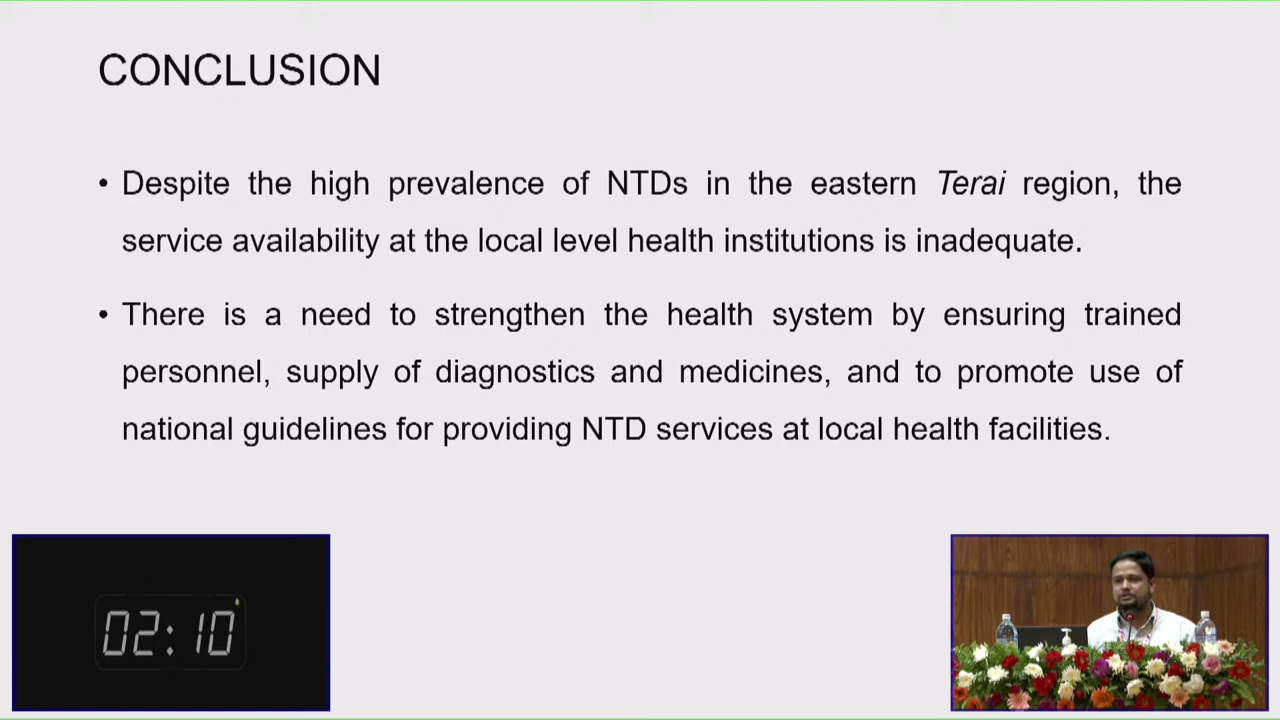 CONCLUSION
• Despite the high prevalence of NTDs in the eastern Terai region, the
service availability at the local level health institutions is inadequate.
• There is a need to strengthen the health system by ensuring trained
personnel, supply of diagnostics and medicines, and to promote use of
national guidelines for providing NTD services at local health facilities.
02:10